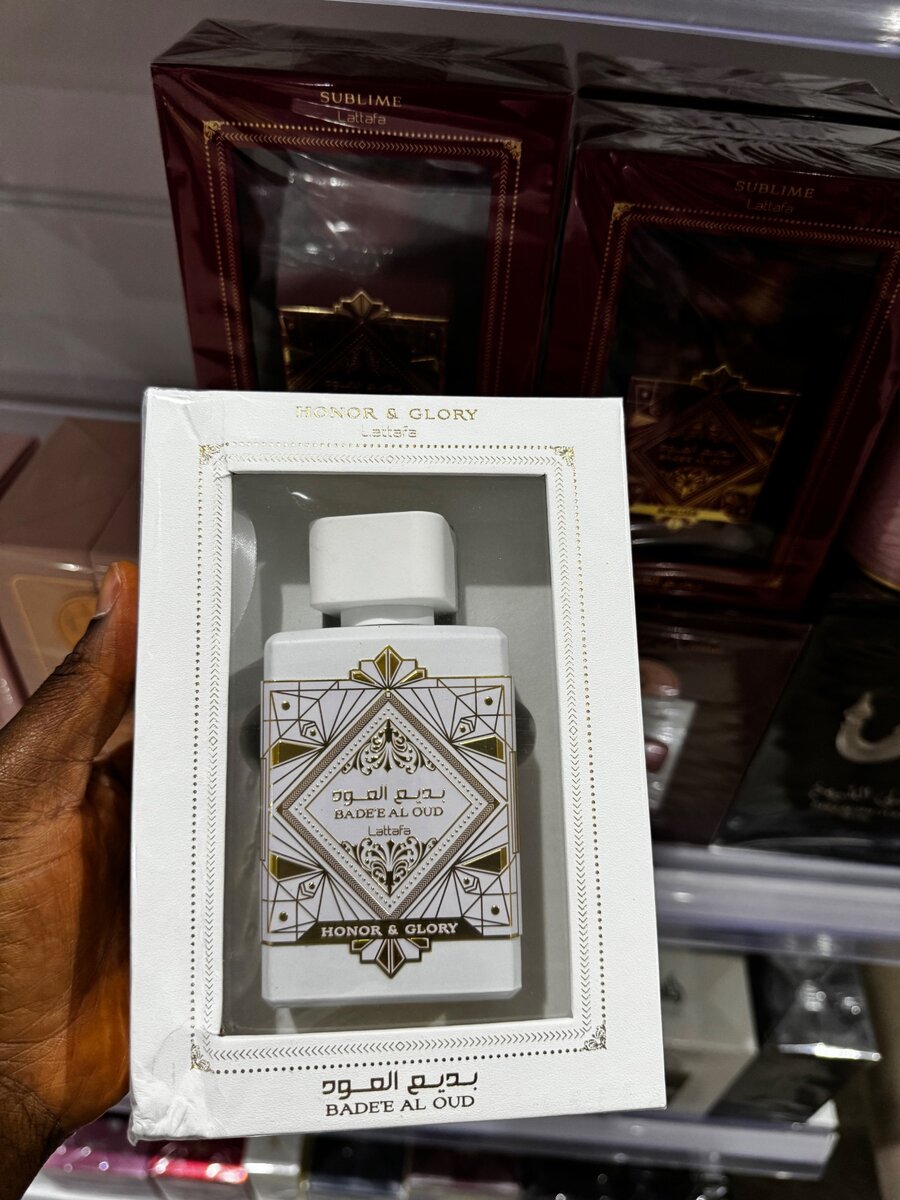 SUBLIME
Lattafa
SUBLIME
Lattafa
HONOR & GLORY
Lattafa
بديع العود
BADE'E AL OUD
Lattafa
HONOR & GLORY
بديع العود
BADE'E AL OUD